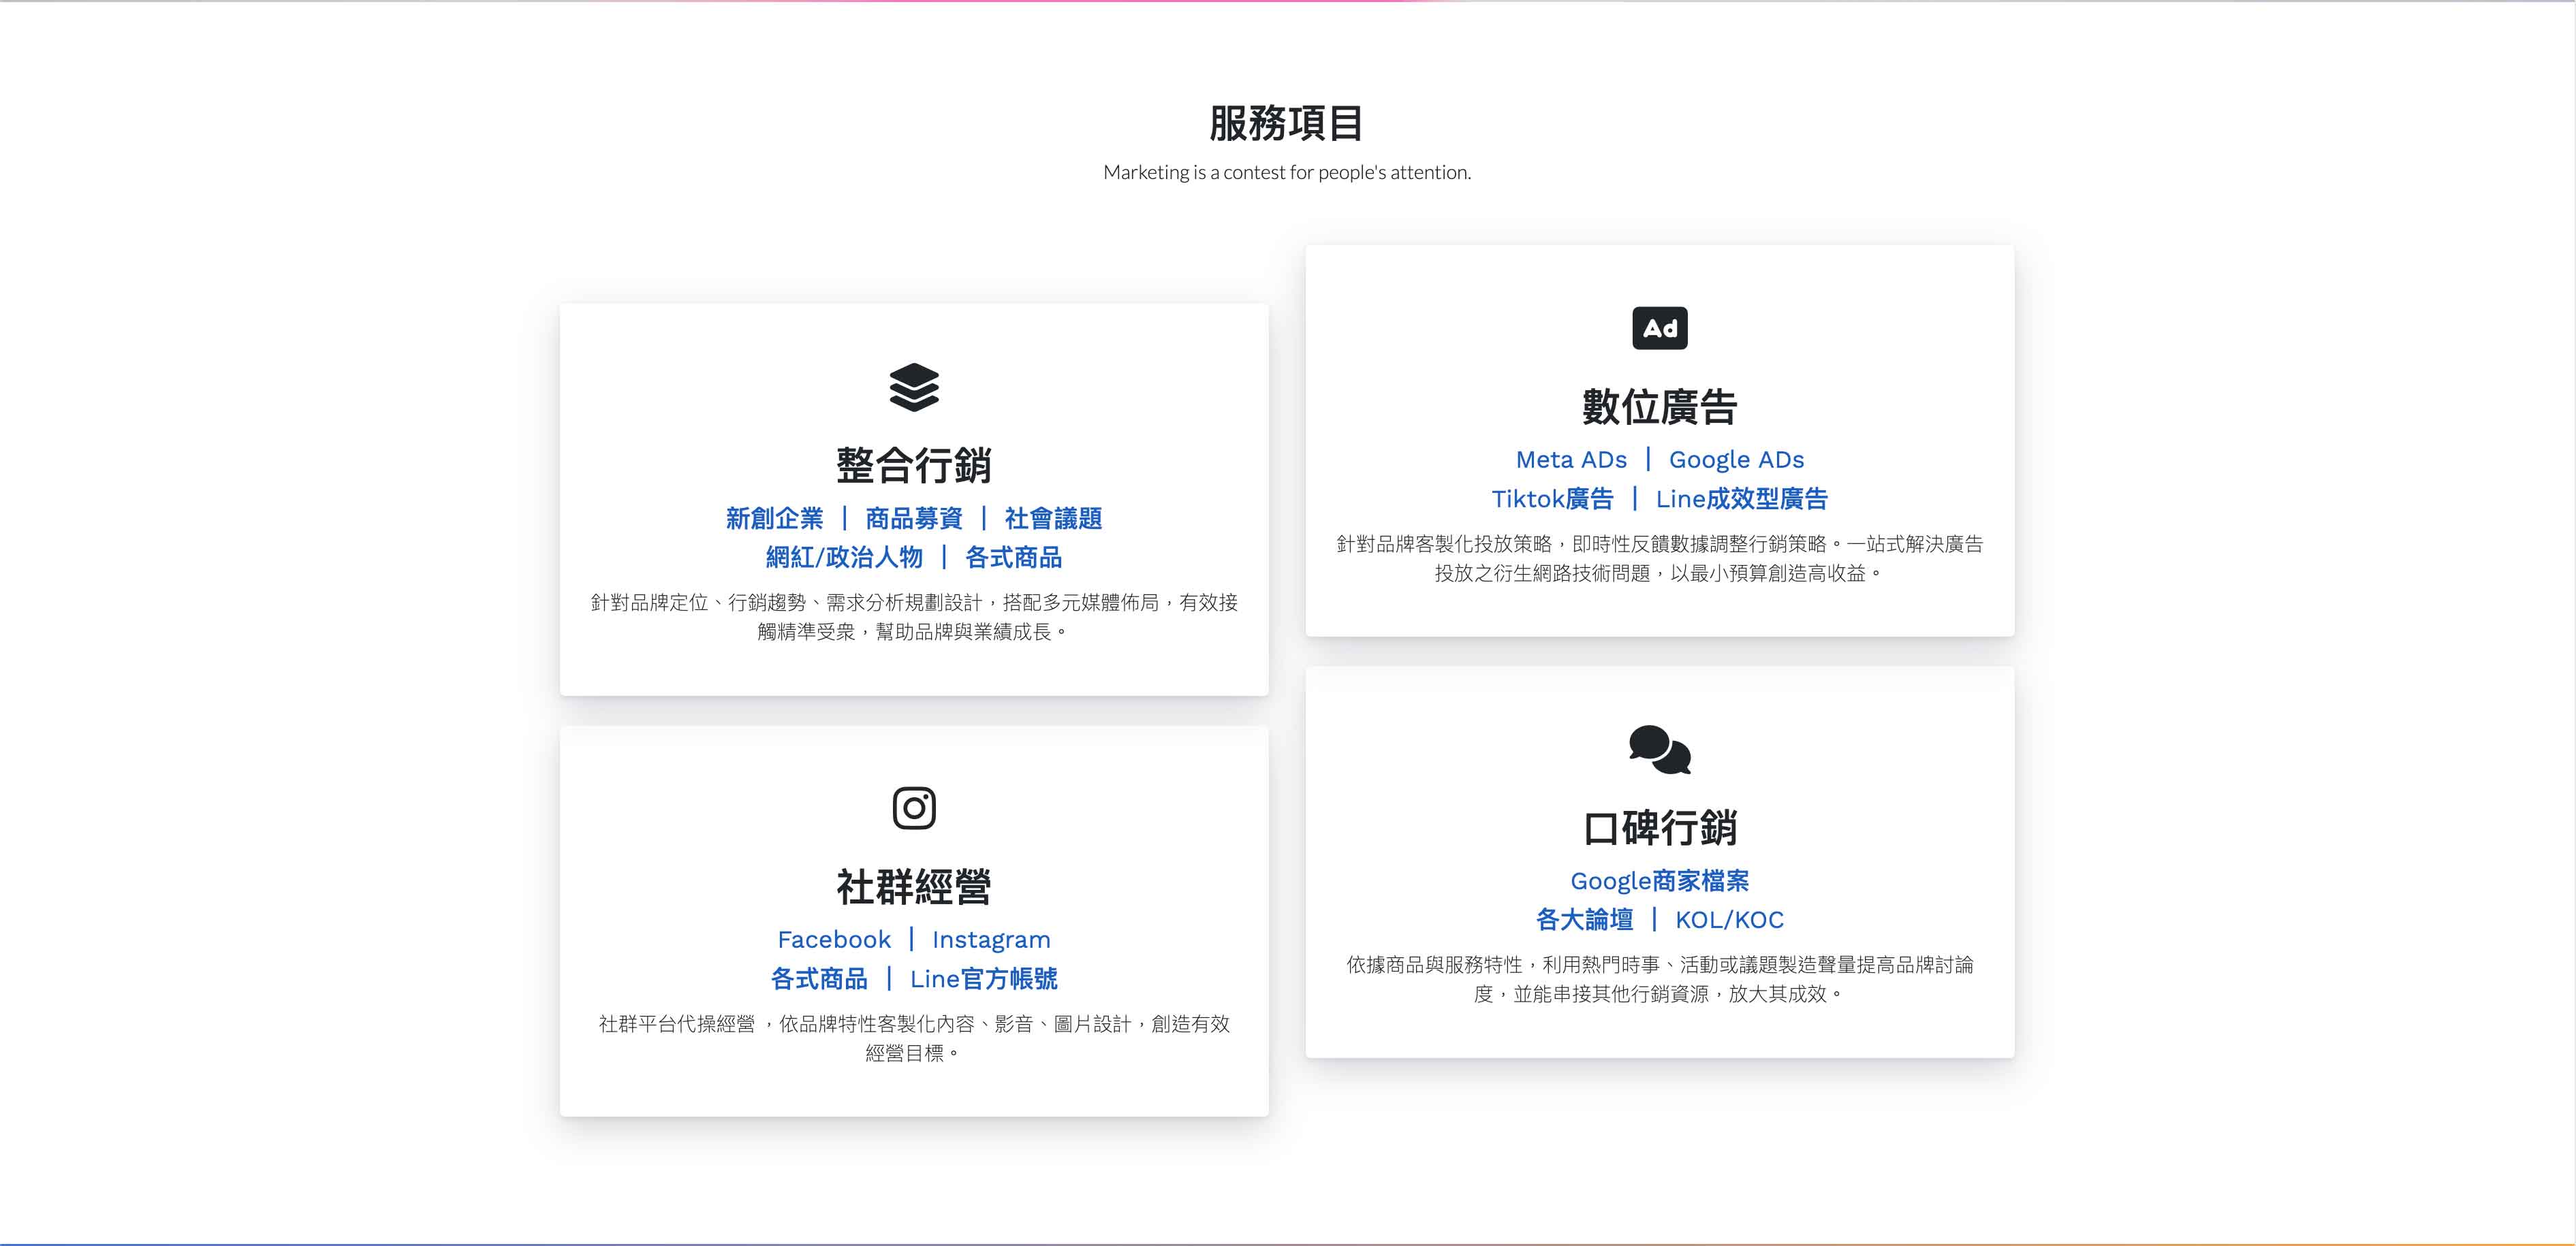 服務項目
Marketing is a contest for people's attention.
整合行銷
新創企業 | 商品募資 | 社會議題
網紅/政治人物 | 各式商品
針對品牌定位、行銷趨勢、需求分析規劃設計，搭配多元媒體佈局，有效接
觸精準受衆，幫助品牌與業績成長。
Ad
數位廣告
Meta ADs | Google ADs
Tiktok廣告 | Line成效型廣告
針對品牌客製化投放策略，即時性反饋數據調整行銷策略。一站式解決廣告
投放之衍生網路技術問題，以最小預算創造高收益。
社群經營
Facebook | Instagram
各式商品 | Line官方帳號
社群平台代操經營 ，依品牌特性客製化內容、影音、圖片設計，創造有效
經營目標。
口碑行銷
Google商家檔案
各大論壇 | KOL/KOC
依據商品與服務特性，利用熱門時事、活動或議題製造聲量提高品牌討論
度，並能串接其他行銷資源，放大其成效。